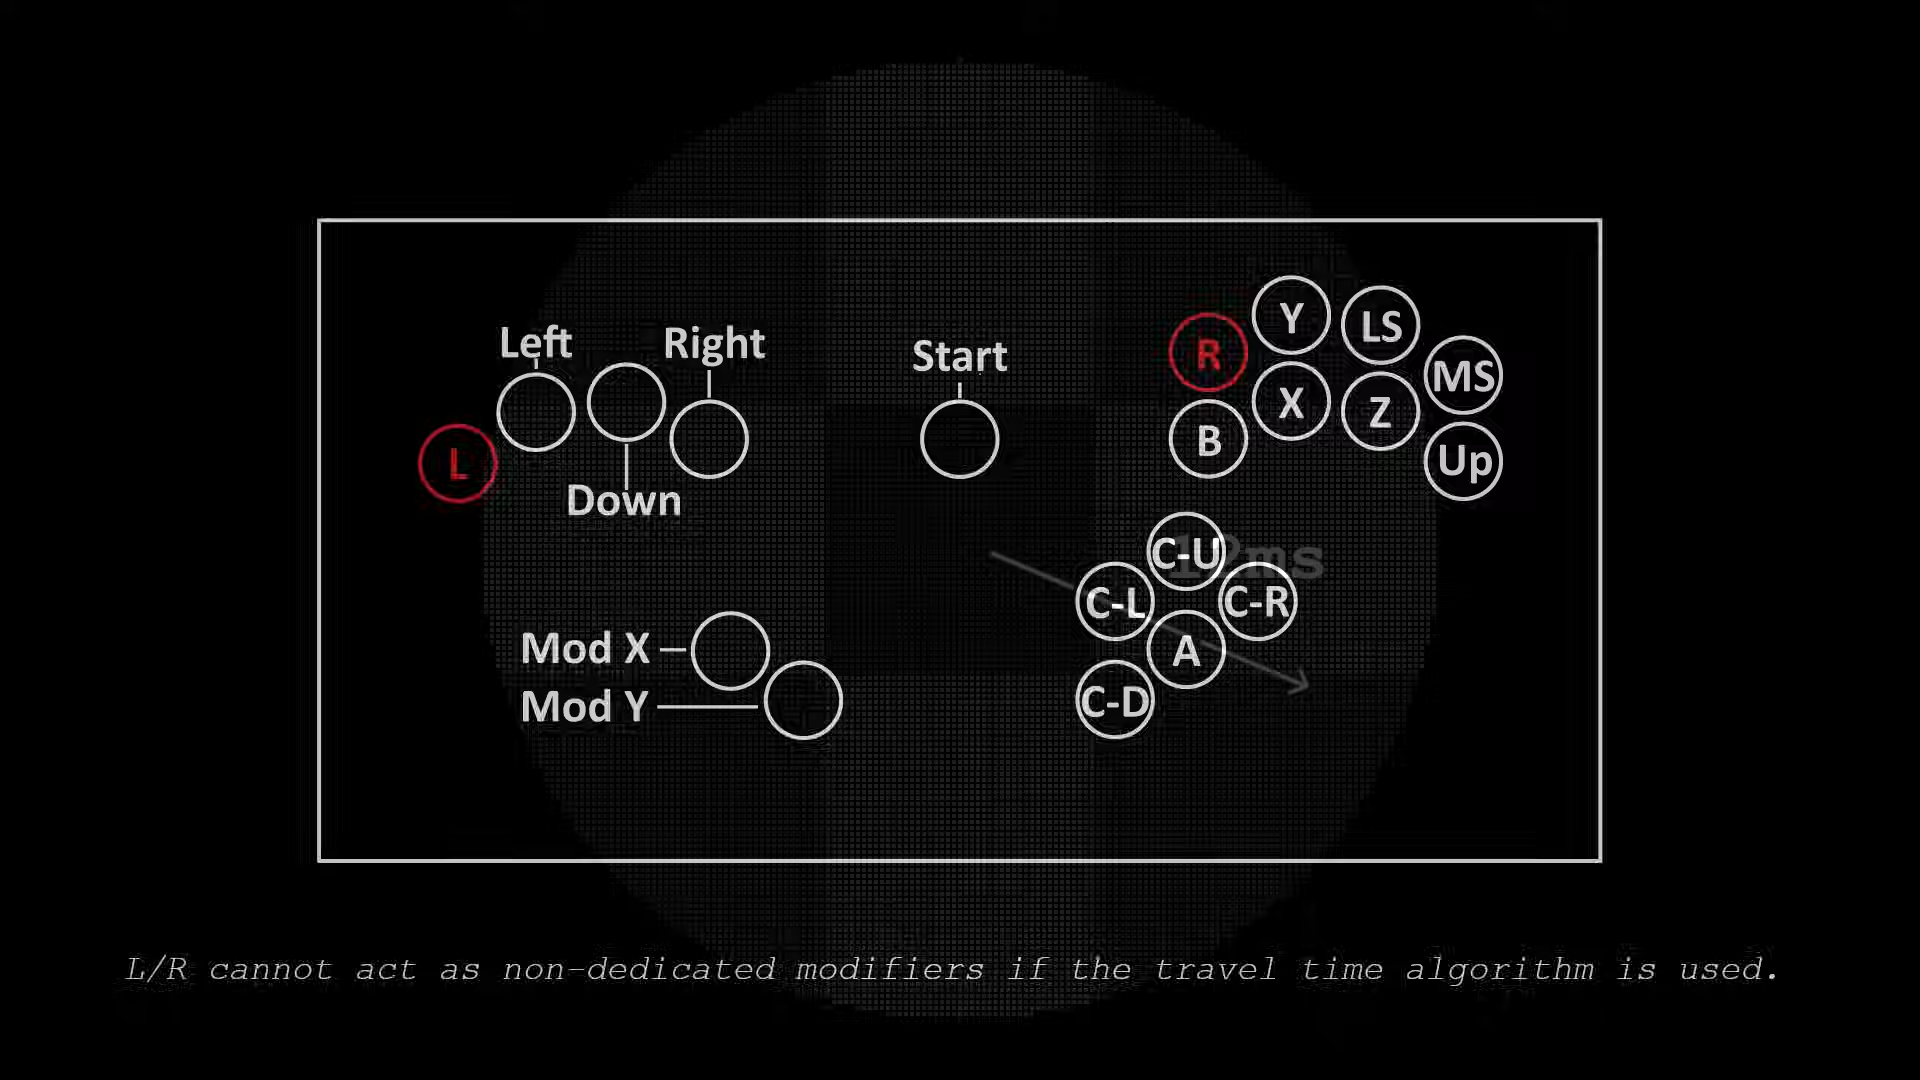 Left
Right
L
Down
Start
R
Y
LS
MS
B
X
Z
Up
C-U
12ms
C-L
C-R
A
C-D
Mod X
Mod Y
L/R cannot act as non-dedicated modifiers if the travel time algorithm is used.